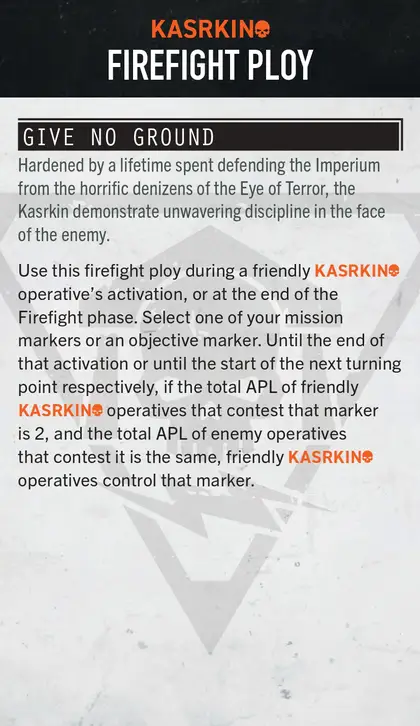 KASRKIN
FIREFIGHT PLOY
GIVE NO GROUND
Hardened by a lifetime spent defending the Imperium
from the horrific denizens of the Eye of Terror, the
Kasrkin demonstrate unwavering discipline in the face
of the enemy.
Use this firefight ploy during a friendly KASRKIN
operative’s activation, or at the end of the
Firefight phase. Select one of your mission
markers or an objective marker. Until the end of
that activation or until the start of the next turning
point respectively, if the total APL of friendly
KASRKIN operatives that contest that marker
is 2, and the total APL of enemy operatives
that contest it is the same, friendly KASRKIN
operatives control that marker.